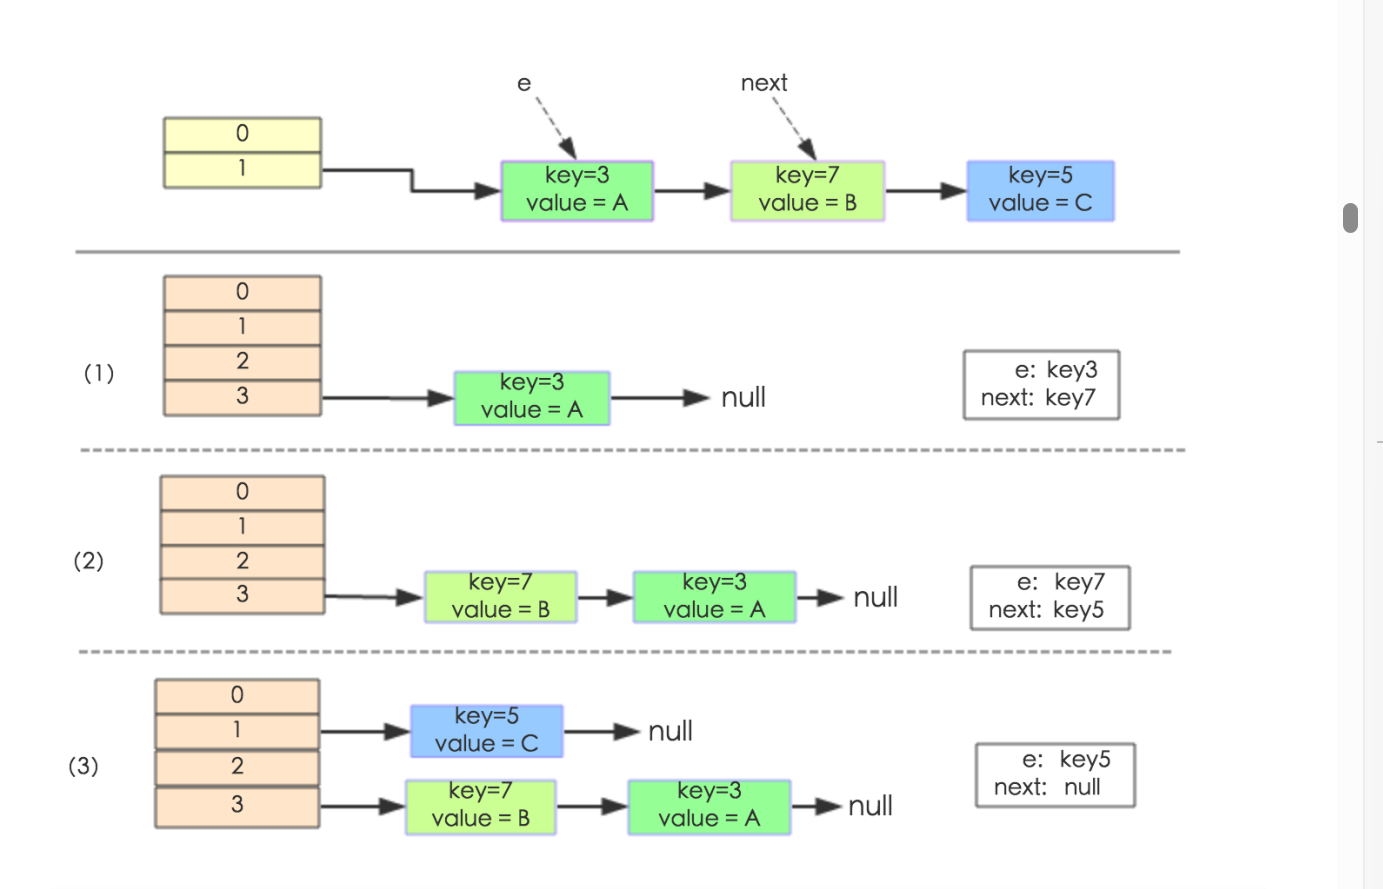 e
next
0
1
key=3
value = A
key=7
value = B
key=5
value = C
(1)
0
1
2
3
key=3
value = A
null
e: key3
next: key7
(2)
0
1
2
3
key=7
value = B
key=3
value = A
null
e: key7
next: key5
(3)
0
1
2
3
key=5
value = C
null
key=7
value = B
key=3
value = A
null
e: key5
next: null